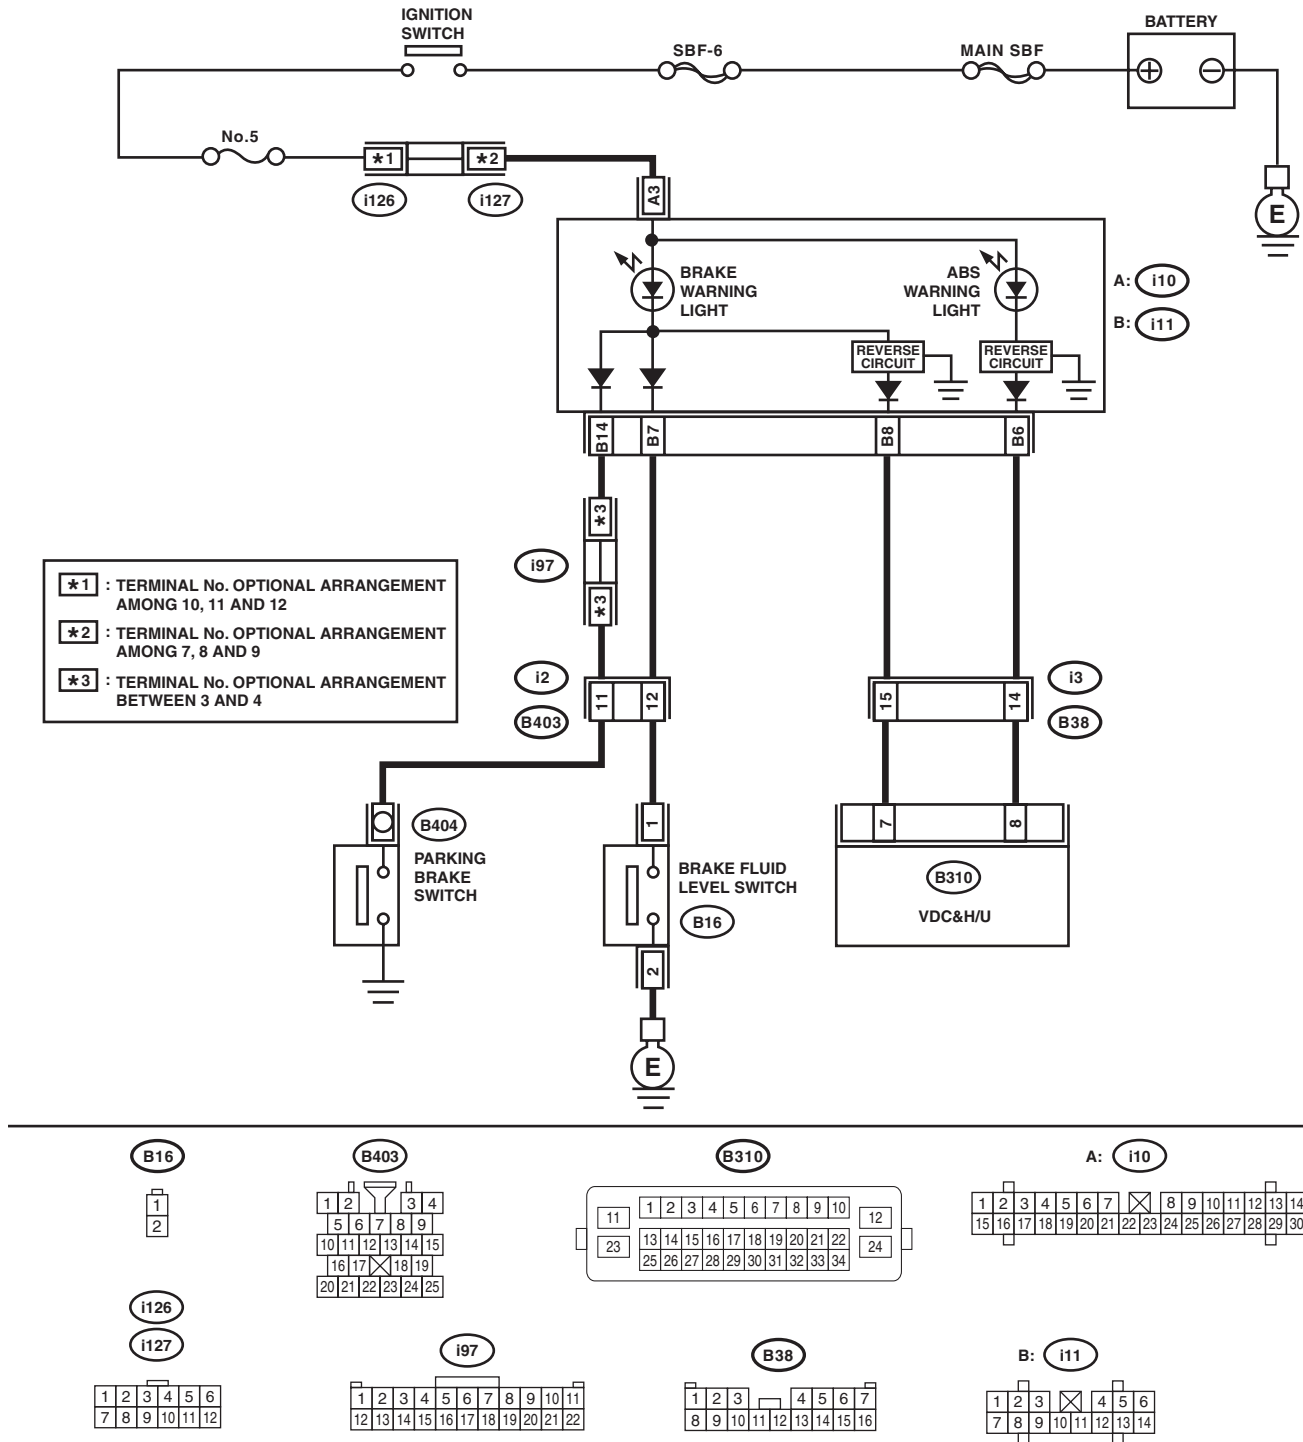 IGNITION
SWITCH
SBF-6
MAIN SBF
BATTERY
No.5
*1
*2
i126
i127
A3
E
BRAKE
WARNING
LIGHT
ABS
WARNING
LIGHT
A: i10
B: i11
REVERSE
CIRCUIT
REVERSE
CIRCUIT
B14
B7
B8
B6
*3
i97
*3
*1 : TERMINAL No. OPTIONAL ARRANGEMENT
AMONG 10, 11 AND 12
*2 : TERMINAL No. OPTIONAL ARRANGEMENT
AMONG 7, 8 AND 9
*3 : TERMINAL No. OPTIONAL ARRANGEMENT
BETWEEN 3 AND 4
i2
B403
11
12
15
14
i3
B38
B404
PARKING
BRAKE
SWITCH
1
BRAKE FLUID
LEVEL SWITCH
B16
2
E
7
8
B310
VDC&H/U
B16
1
2
B403
1 2 3 4
5 6 7 8 9
10 11 12 13 14 15
16 17 18 19
20 21 22 23 24 25
B310
11 1 2 3 4 5 6 7 8 9 10 12
23 13 14 15 16 17 18 19 20 21 22 24
25 26 27 28 29 30 31 32 33 34
A: i10
1 2 3 4 5 6 7 8 9 10 11 12 13 14
15 16 17 18 19 20 21 22 23 24 25 26 27 28 29 30
i126
i127
1 2 3 4 5 6
7 8 9 10 11 12
i97
1 2 3 4 5 6 7 8 9 10 11
12 13 14 15 16 17 18 19 20 21 22
B38
1 2 3 4 5 6 7
8 9 10 11 12 13 14 15 16
B: i11
1 2 3 4 5 6
7 8 9 10 11 12 13 14